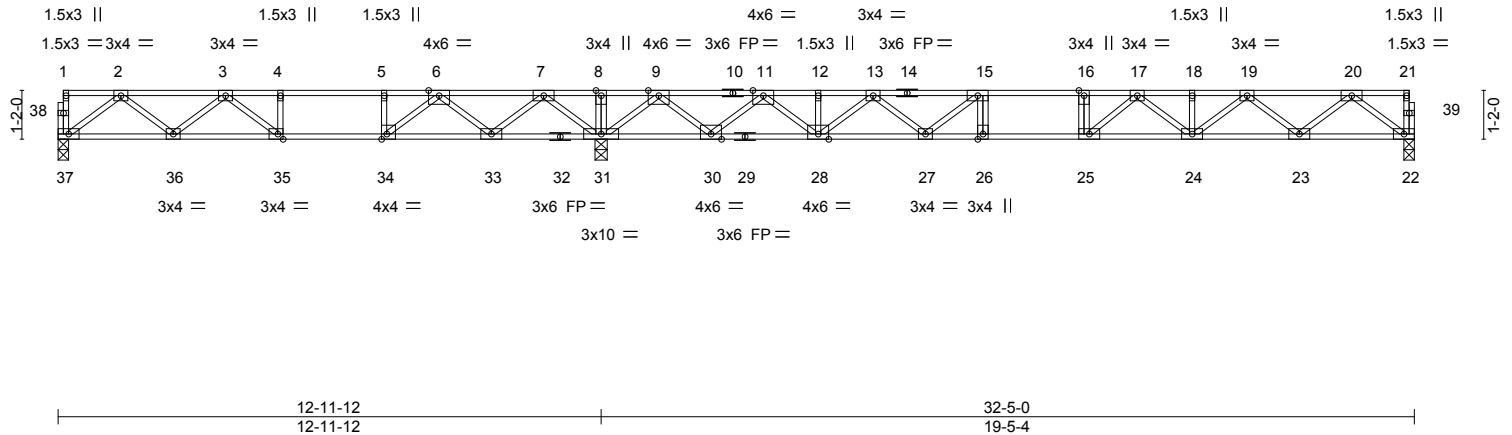 1.5x3 || 1.5x3 || 1.5x3 || 4x6 = 3x4 = 1.5x3 || 1.5x3 ||
1.5x3 = 3x4 = 3x4 = 4x6 = 3x4 || 4x6 = 3x6 FP = 1.5x3 || 3x6 FP = 3x4 || 3x4 = 3x4 = 1.5x3 =
1 2 3 4 5 6 7 8 9 10 11 12 13 14 15 16 17 18 19 20 21
1-2-0 38 39 1-2-0
37 36 35 34 33 32 31 30 29 28 27 26 25 24 23 22
3x4 = 3x4 = 4x4 = 3x6 FP = 4x6 = 4x6 = 3x4 = 3x4 ||
3x10 = 3x6 FP =
12-11-12 32-5-0
12-11-12 19-5-4